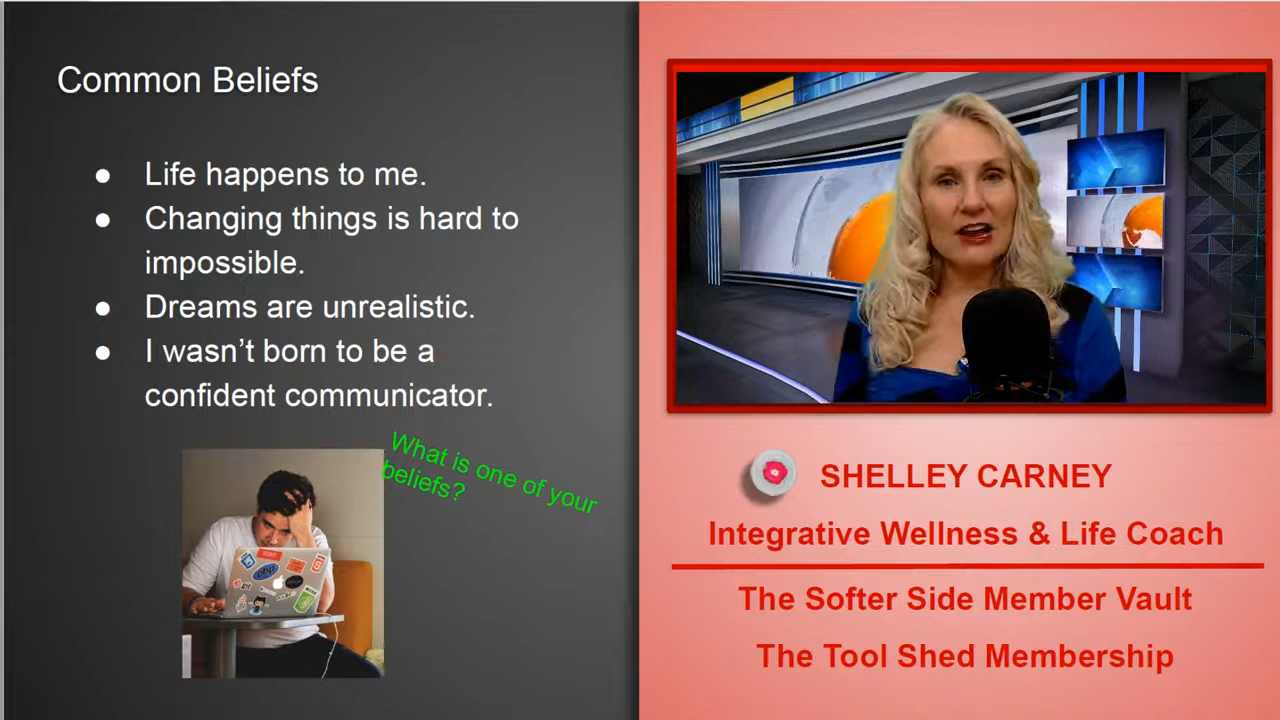 Common Beliefs
● Life happens to me.
● Changing things is hard to
impossible.
● Dreams are unrealistic.
● I wasn’t born to be a
confident communicator.
What is one of your
beliefs?
SHELLEY CARNEY
Integrative Wellness & Life Coach
The Softer Side Member Vault
The Tool Shed Membership